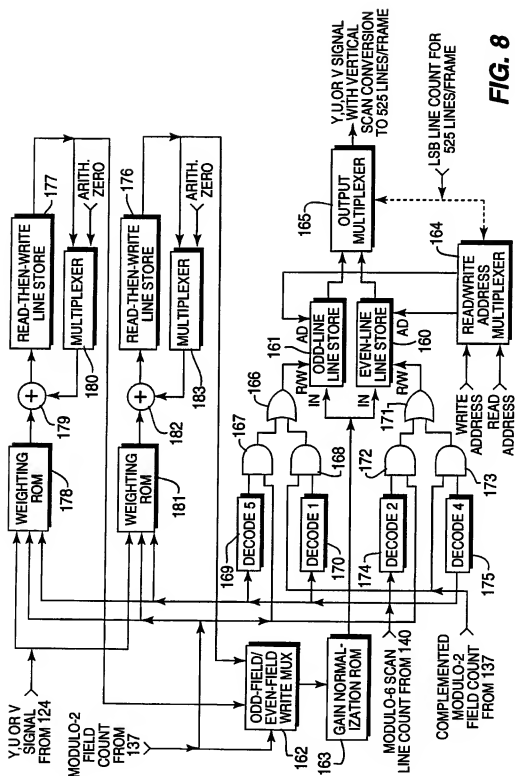 Y,U,OR V
SIGNAL
FROM 124
MODULO-2
FIELD
COUNT
FROM
137
WEIGHTING ROM
178
179
+
READ-THEN-WRITE
LINE STORE
177
MULTIPLEXER
180
ARITH.
ZERO
WEIGHTING ROM
181
182
+
READ-THEN-WRITE
LINE STORE
176
MULTIPLEXER
183
ARITH.
ZERO
ODD-FIELD/
EVEN-FIELD
WRITE MUX
162
GAIN NORMAL-
IZATION ROM
163
DECODE 5
169
DECODE 1
170
167
168
166
R/W
AD
IN
ODD-LINE
LINE STORE
161
DECODE 2
174
DECODE 4
175
172
173
171
IN
R/W
AD
EVEN-LINE
LINE STORE
160
MODULO-6 SCAN
LINE COUNT FROM 140
COMPLEMENTED
MODULO-2
FIELD COUNT
FROM 137
WRITE
ADDRESS
READ
ADDRESS
READ/WRITE
ADDRESS
MULTIPLEXER
164
OUTPUT
MULTIPLEXER
165
Y,U,OR V SIGNAL
WITH VERTICAL
SCAN CONVERSION
TO 525 LINES/FRAME
LSB LINE COUNT FOR
525 LINES/FRAME
FIG. 8